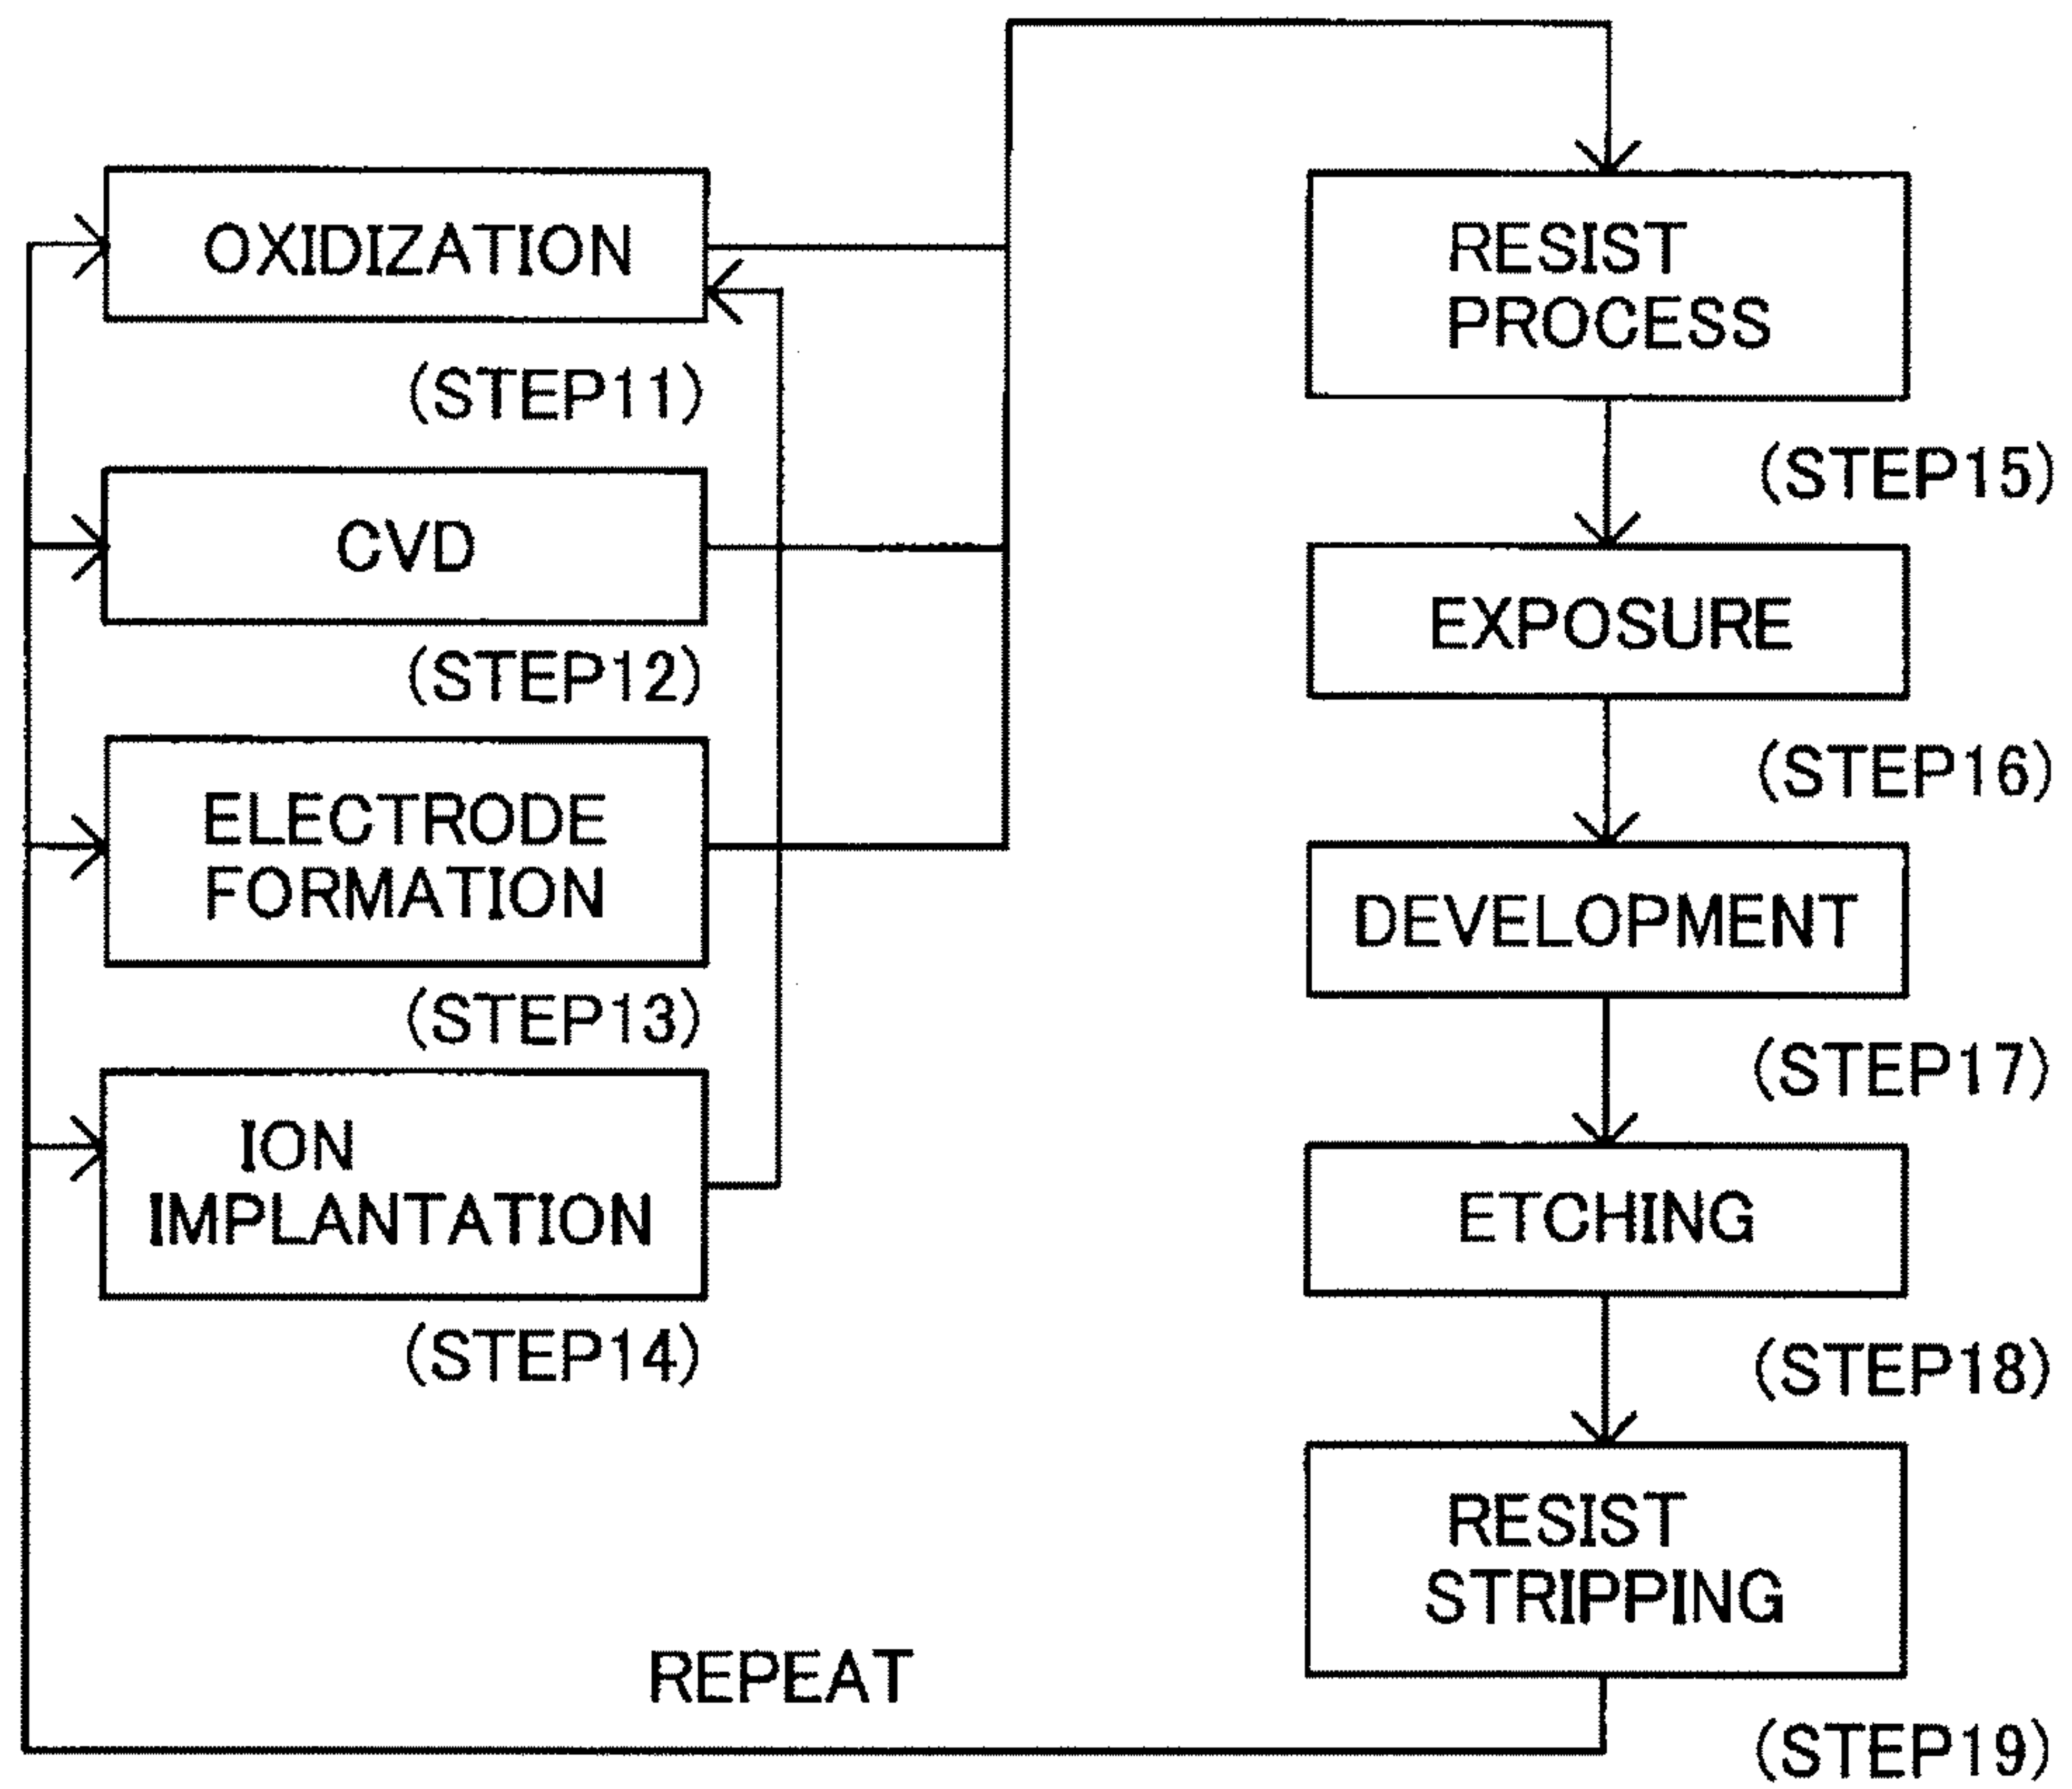 OXIDIZATION
(STEP11)
CVD
(STEP12)
ELECTRODE
FORMATION
(STEP13)
ION
IMPLANTATION
(STEP14)
RESIST
PROCESS
(STEP15)
EXPOSURE
(STEP16)
DEVELOPMENT
(STEP17)
ETCHING
(STEP18)
RESIST
STRIPPING
(STEP19)
REPEAT